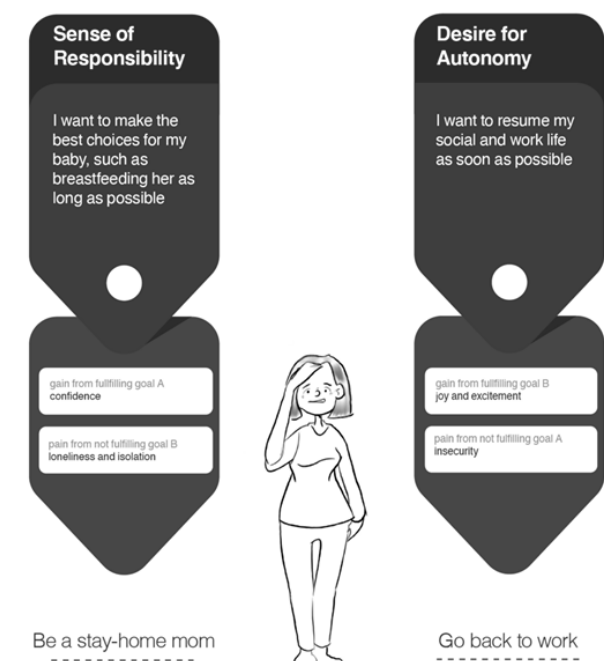 Sense of
Responsibility
I want to make the
best choices for my
baby, such as
breastfeeding her as
long as possible
gain from fullfilling goal A
confidence
pain from not fulfilling goal B
loneliness and isolation
Be a stay-home mom
Desire for
Autonomy
I want to resume my
social and work life
as soon as possible
gain from fullfilling goal B
joy and excitement
pain from not fulfilling goal A
insecurity
Go back to work